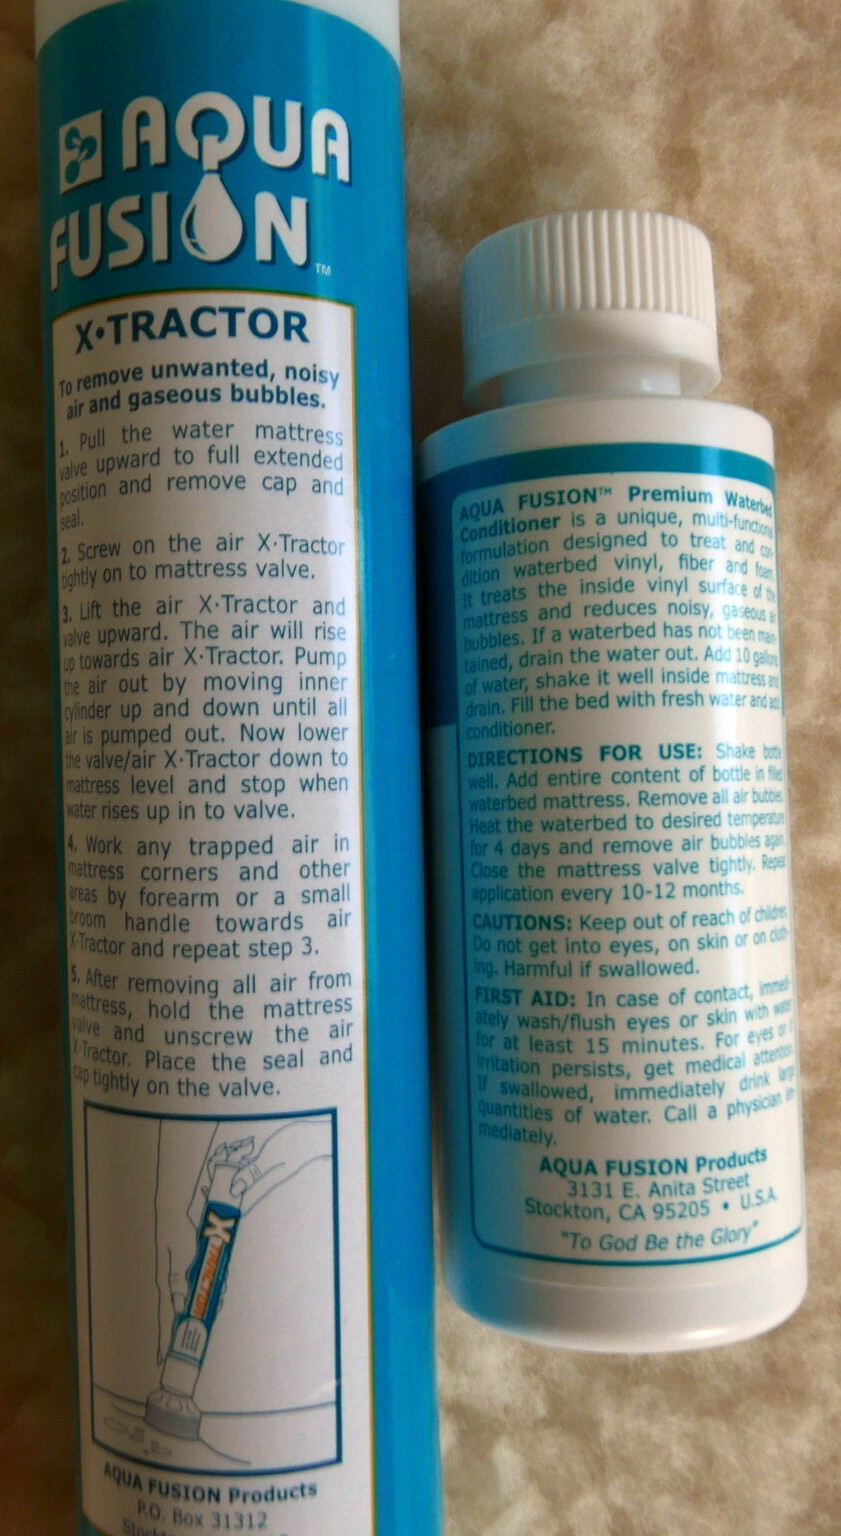 AQUA
FUSION™
X•TRACTOR
To remove unwanted, noisy
air and gaseous bubbles.
1. Pull the water mattress
valve upward to full extended
position and remove cap and
seal.
2. Screw on the air X·Tractor
tightly on to mattress valve.
3. Lift the air X·Tractor and
valve upward. The air will rise
up towards air X·Tractor. Pump
the air out by moving inner
cylinder up and down until all
air is pumped out. Now lower
the valve/air X·Tractor down to
mattress level and stop when
water rises up in to valve.
4. Work any trapped air in
mattress corners and other
areas by forearm or a small
broom handle towards air
X·Tractor and repeat step 3.
5. After removing all air from
mattress, hold the mattress
valve and unscrew the air
X·Tractor. Place the seal and
cap tightly on the valve.
X-TRACTOR
AQUA FUSION Products
P.O. Box 31312
AQUA FUSION™ Premium Waterbed
Conditioner is a unique, multi-functional
formulation designed to treat and con-
dition waterbed vinyl, fiber and foam.
It treats the inside vinyl surface of the
mattress and reduces noisy, gaseous air
bubbles. If a waterbed has not been main-
tained, drain the water out. Add 10 gallons
of water, shake it well inside mattress and
drain. Fill the bed with fresh water and add
conditioner.
DIRECTIONS FOR USE: Shake bottle
well. Add entire content of bottle in filled
waterbed mattress. Remove all air bubbles.
Heat the waterbed to desired temperature
for 4 days and remove air bubbles again.
Close the mattress valve tightly. Repeat
application every 10-12 months.
CAUTIONS: Keep out of reach of children.
Do not get into eyes, on skin or on cloth-
ing. Harmful if swallowed.
FIRST AID: In case of contact, immedi-
ately wash/flush eyes or skin with water
for at least 15 minutes. For eyes or if
irritation persists, get medical attention.
If swallowed, immediately drink large
quantities of water. Call a physician im-
mediately.
AQUA FUSION Products
3131 E. Anita Street
Stockton, CA 95205 • U.S.A.
"To God Be the Glory"